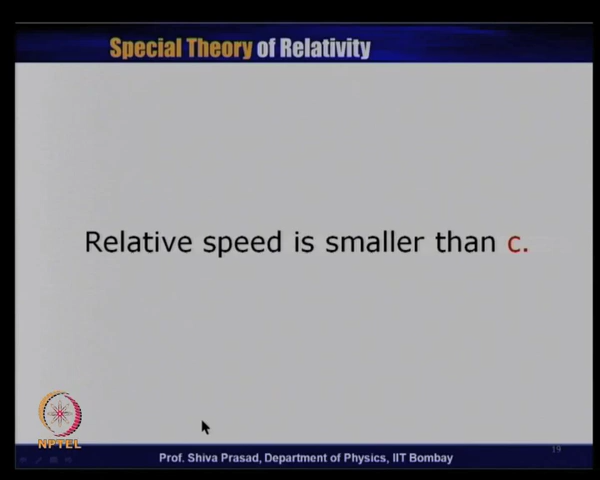 Special Theory of Relativity
Relative speed is smaller than c.
NPTEL
19
Prof. Shiva Prasad, Department of Physics, IIT Bombay